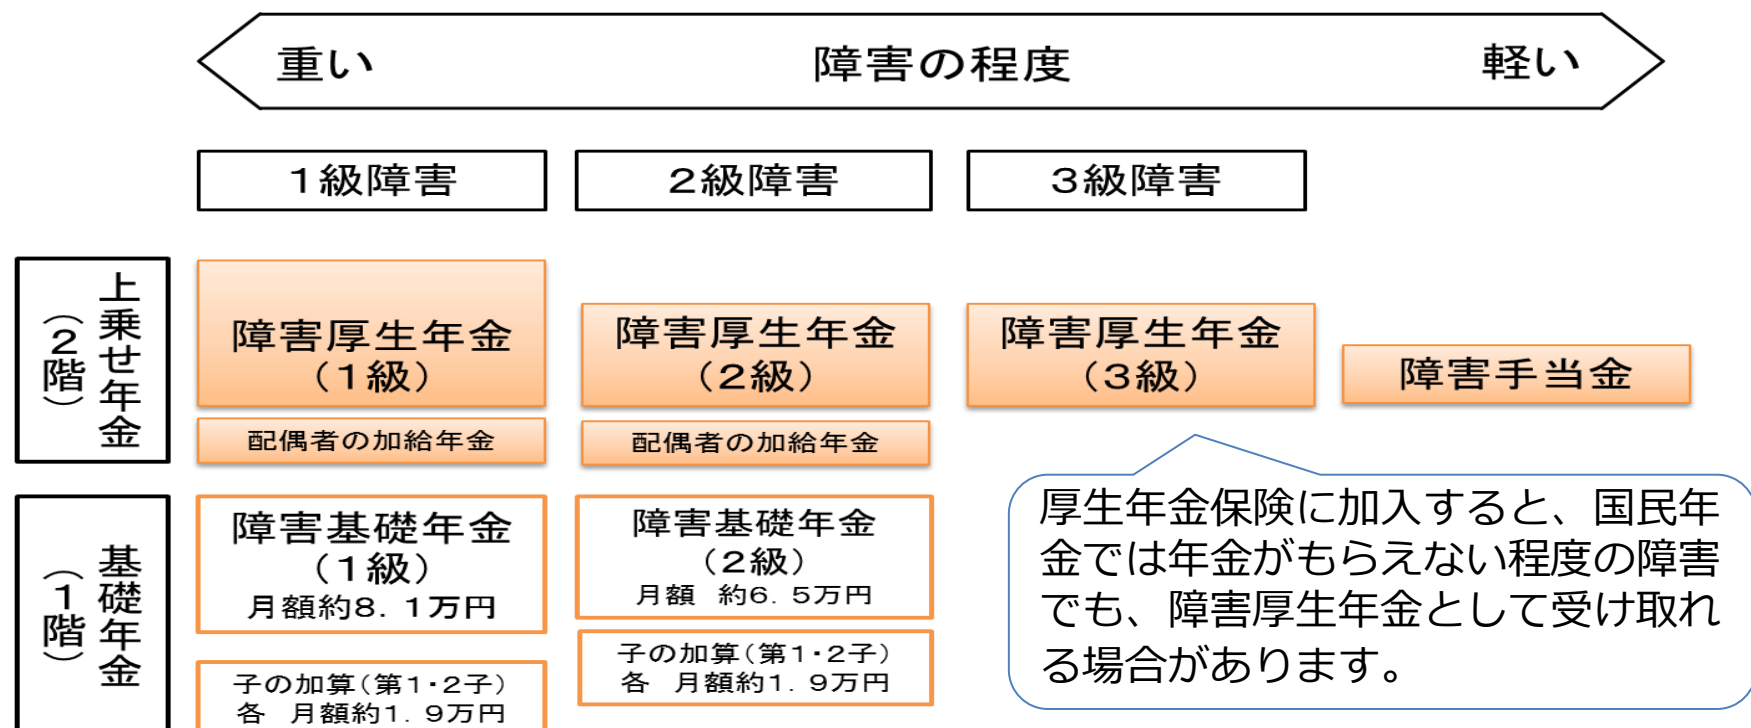 重い 障害の程度 軽い
1級障害
2級障害
3級障害
上乗せ年金
（2階）
障害厚生年金
（1級）
配偶者の加給年金
障害厚生年金
（2級）
配偶者の加給年金
障害厚生年金
（3級）
障害手当金
基礎年金
（1階）
障害基礎年金
（1級）
月額約8．1万円
子の加算（第1・2子）
各 月額約1．9万円
障害基礎年金
（2級）
月額 約6．5万円
子の加算（第1・2子）
各 月額約1．9万円
厚生年金保険に加入すると、国民年
金では年金がもらえない程度の障害
でも、障害厚生年金として受け取れ
る場合があります。